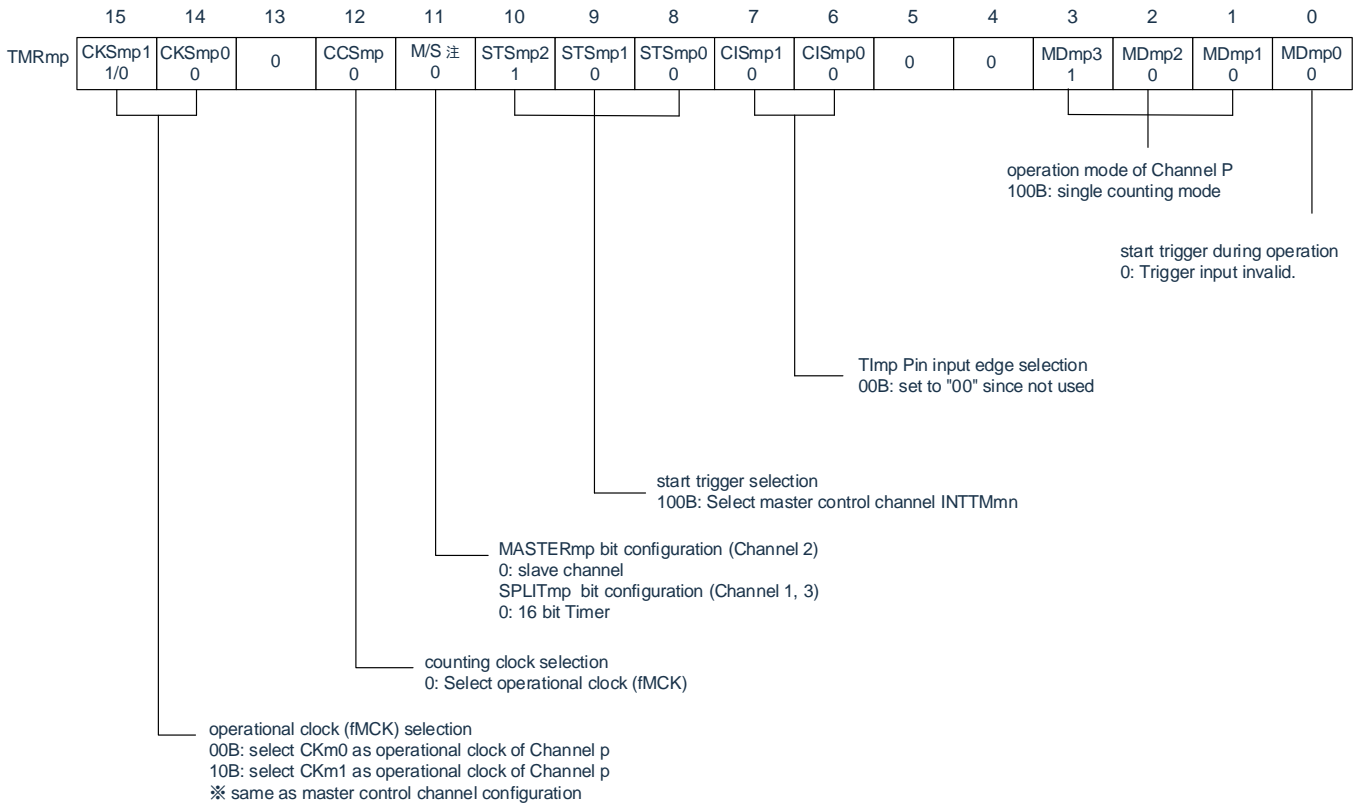 15 14 13 12 11 10 9 8 7 6 5 4 3 2 1 0
TMRmp CKSmp1 CKSmp0 0 CCSmp M/S 注 STSmp2 STSmp1 STSmp0 CISmp1 CISmp0 0 0 MDmp3 MDmp2 MDmp1 MDmp0
1/0 0 0 0 1 0 0 0 0 1 0 0 0
operation mode of Channel P
100B: single counting mode
start trigger during operation
0: Trigger input invalid.
TImp Pin input edge selection
00B: set to "00" since not used
start trigger selection
100B: Select master control channel INTTMmn
MASTERmp bit configuration (Channel 2)
0: slave channel
SPLITmp bit configuration (Channel 1, 3)
0: 16 bit Timer
counting clock selection
0: Select operational clock (fMCK)
operational clock (fMCK) selection
00B: select CKm0 as operational clock of Channel p
10B: select CKm1 as operational clock of Channel p
※ same as master control channel configuration